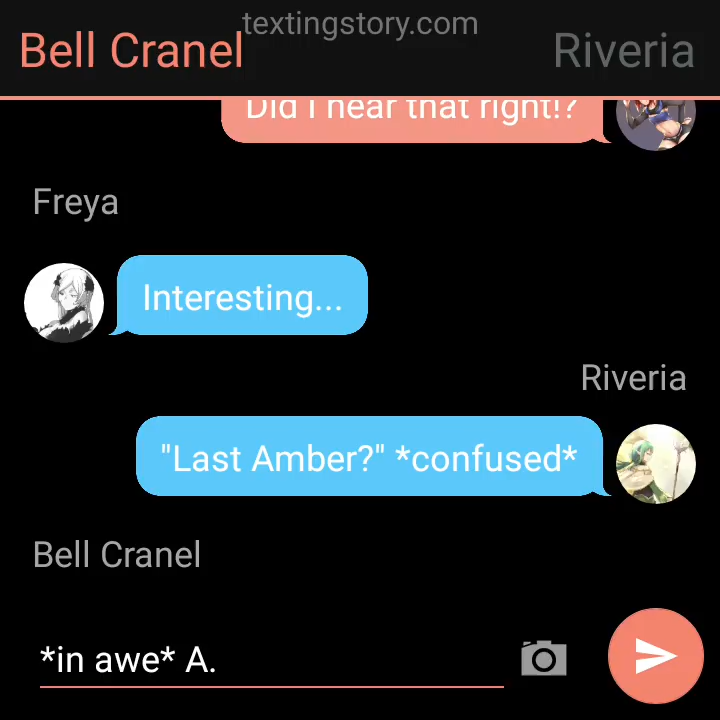 textingstory.com
Bell Cranel
Riveria
Did I hear that right!?
Freya
Interesting...
Riveria
"Last Amber?" *confused*
Bell Cranel
*in awe* A.